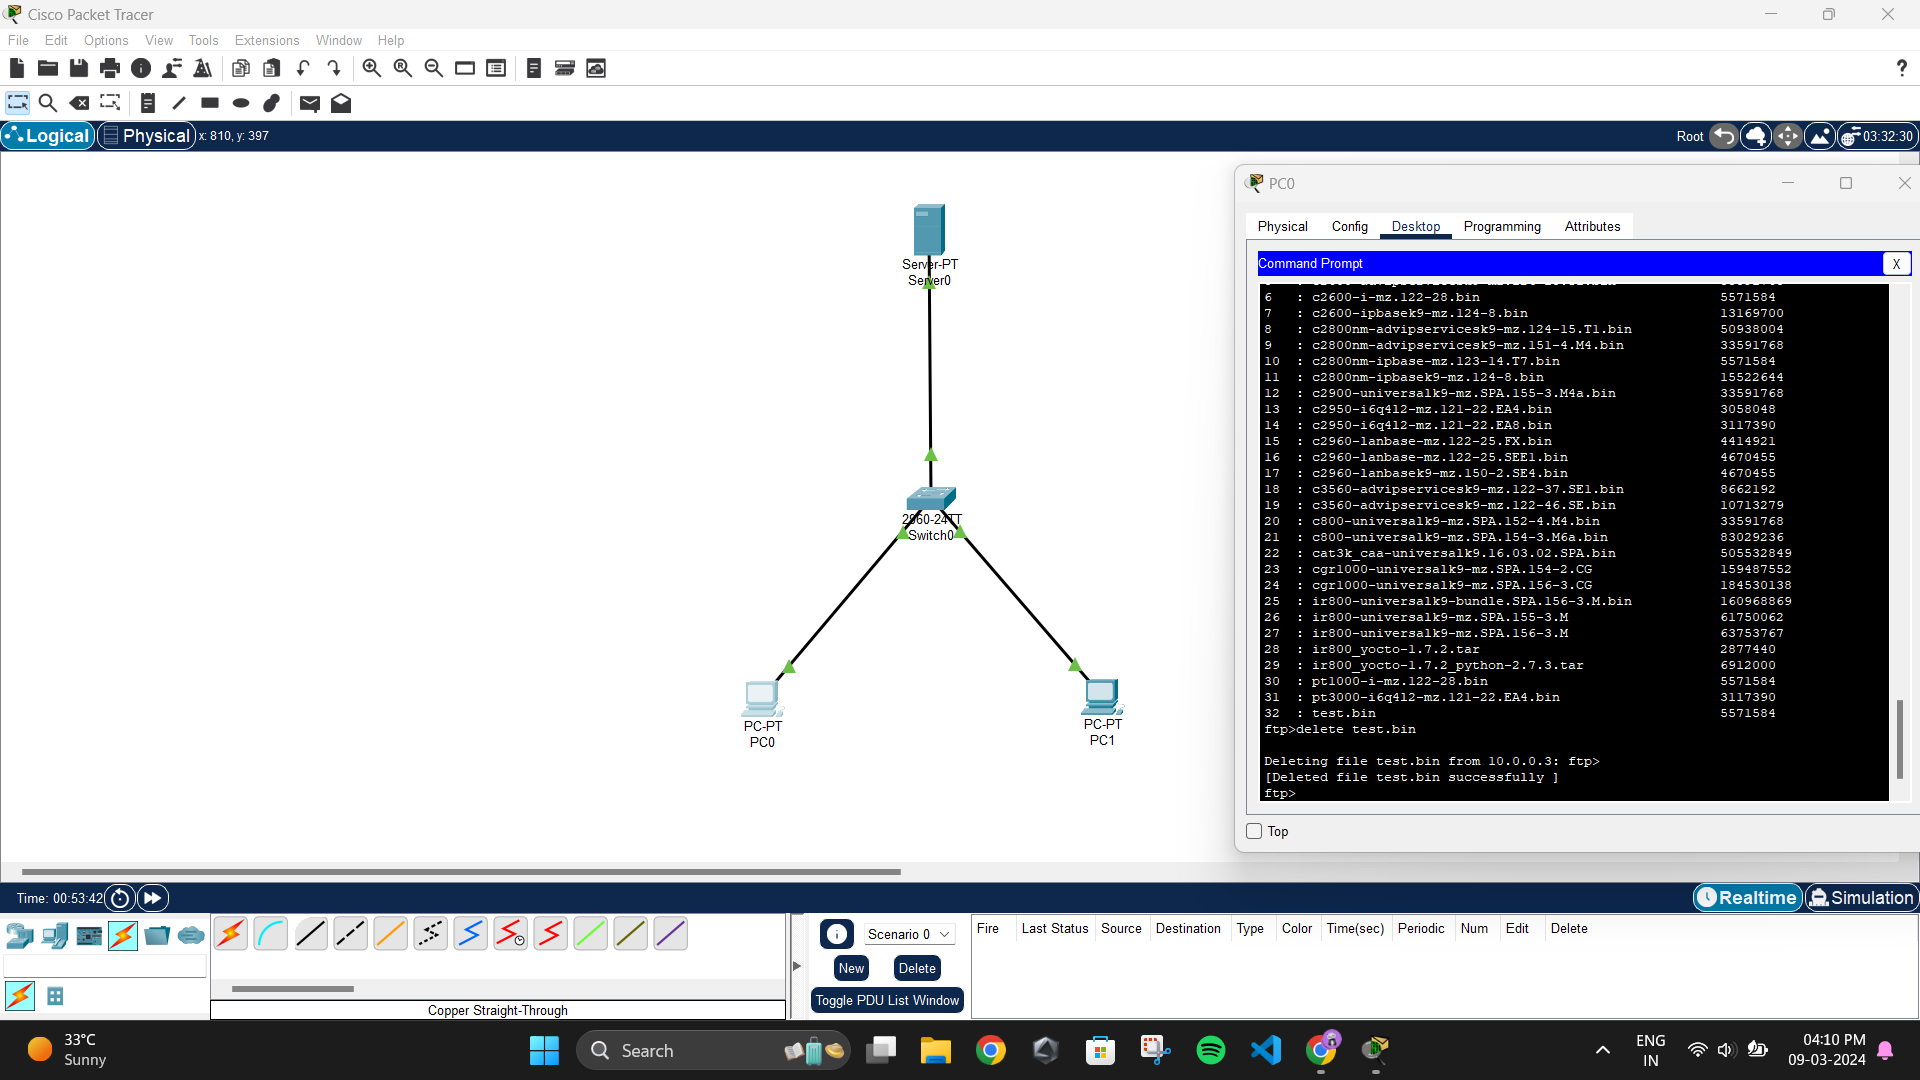 Cisco Packet Tracer
File Edit Options View Tools Extensions Window Help
?
Logical Physical x: 810, y: 397
Root 03:32:30
Server-PT
Server0
2960-24TT
Switch0
PC-PT
PC0
PC-PT
PC1
PC0
Physical Config Desktop Programming Attributes
Command Prompt X
6 : c2600-i-mz.122-28.bin 5571584
7 : c2600-ipbasek9-mz.124-8.bin 13169700
8 : c2800nm-advipservicesk9-mz.124-15.T1.bin 50938004
9 : c2800nm-advipservicesk9-mz.151-4.M4.bin 33591768
10 : c2800nm-ipbase-mz.123-14.T7.bin 5571584
11 : c2800nm-ipbasek9-mz.124-8.bin 15522644
12 : c2900-universalk9-mz.SPA.155-3.M4a.bin 33591768
13 : c2950-i6q4l2-mz.121-22.EA4.bin 3058048
14 : c2950-i6q4l2-mz.121-22.EA8.bin 3117390
15 : c2960-lanbase-mz.122-25.FX.bin 4414921
16 : c2960-lanbase-mz.122-25.SEE1.bin 4670455
17 : c2960-lanbasek9-mz.150-2.SE4.bin 4670455
18 : c3560-advipservicesk9-mz.122-37.SE1.bin 8662192
19 : c3560-advipservicesk9-mz.122-46.SE.bin 10713279
20 : c800-universalk9-mz.SPA.152-4.M4.bin 33591768
21 : c800-universalk9-mz.SPA.154-3.M6a.bin 83029236
22 : cat3k_caa-universalk9.16.03.02.SPA.bin 505532849
23 : cgr1000-universalk9-mz.SPA.154-2.CG 159487552
24 : cgr1000-universalk9-mz.SPA.156-3.CG 184530138
25 : ir800-universalk9-bundle.SPA.156-3.M.bin 160968869
26 : ir800-universalk9-mz.SPA.155-3.M 61750062
27 : ir800-universalk9-mz.SPA.156-3.M 63753767
28 : ir800_yocto-1.7.2.tar 2877440
29 : ir800_yocto-1.7.2_python-2.7.3.tar 6912000
30 : pt1000-i-mz.122-28.bin 5571584
31 : pt3000-i6q4l2-mz.121-22.EA4.bin 3117390
32 : test.bin 5571584
ftp>delete test.bin
Deleting file test.bin from 10.0.0.3: ftp>
[Deleted file test.bin successfully ]
ftp>
Top
Time: 00:53:42
Realtime Simulation
Copper Straight-Through
Scenario 0
New Delete
Toggle PDU List Window
Fire Last Status Source Destination Type Color Time(sec) Periodic Num Edit Delete
33°C
Sunny
Search
ENG
IN
04:10 PM
09-03-2024